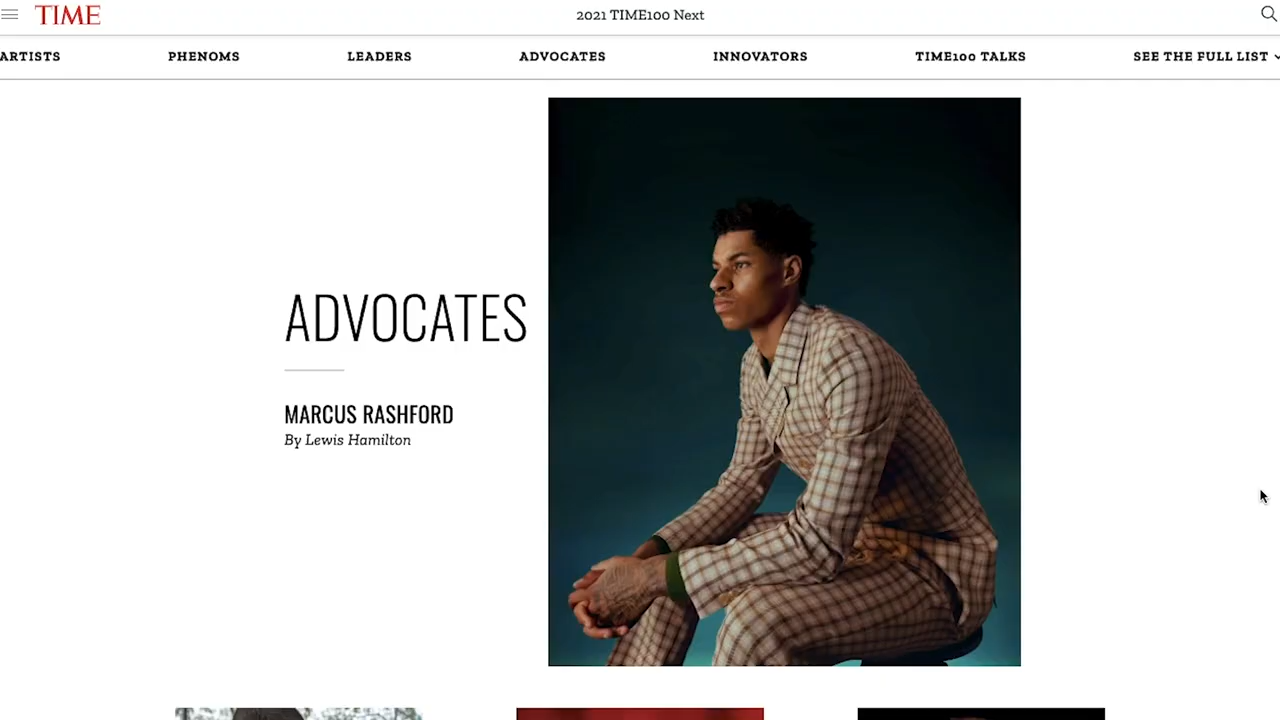 TIME
2021 TIME100 Next
ARTISTS
PHENOMS
LEADERS
ADVOCATES
INNOVATORS
TIME100 TALKS
SEE THE FULL LIST
ADVOCATES
MARCUS RASHFORD
By Lewis Hamilton